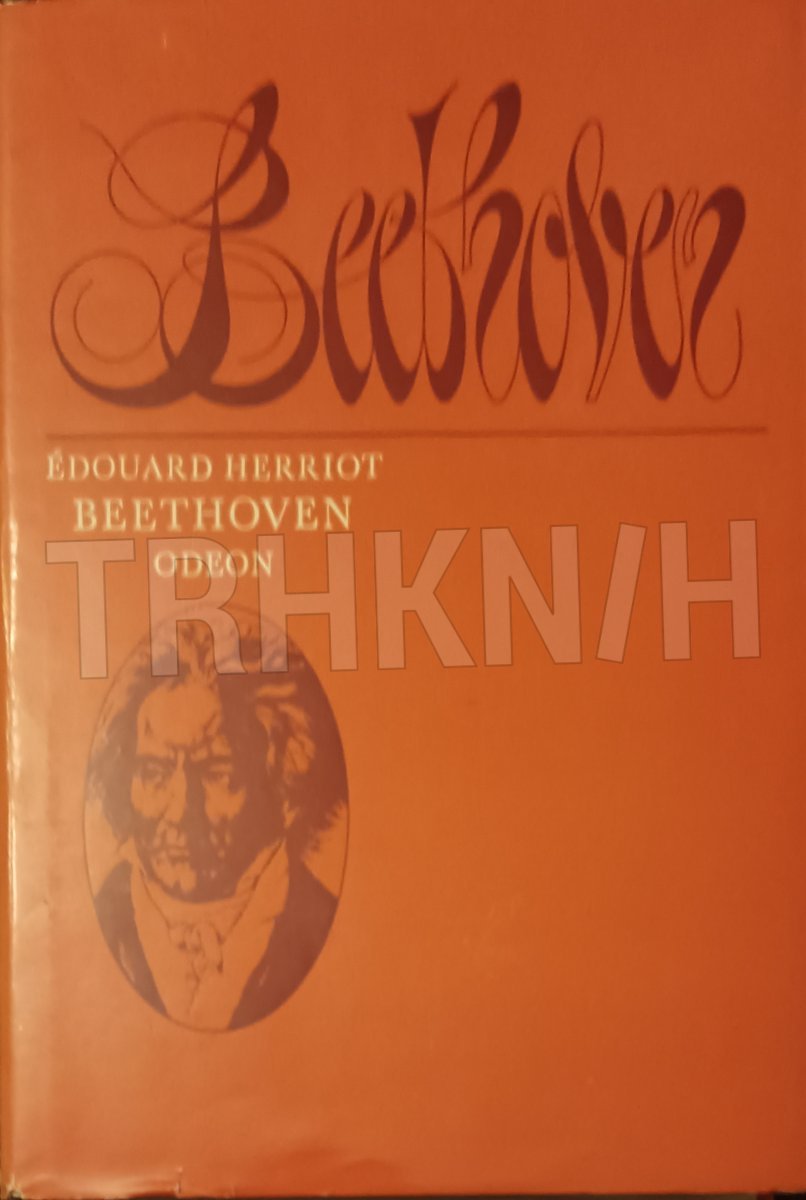 Beethoven
ÉDOUARD HERRIOT
BEETHOVEN
ODEON
TRHKN/H